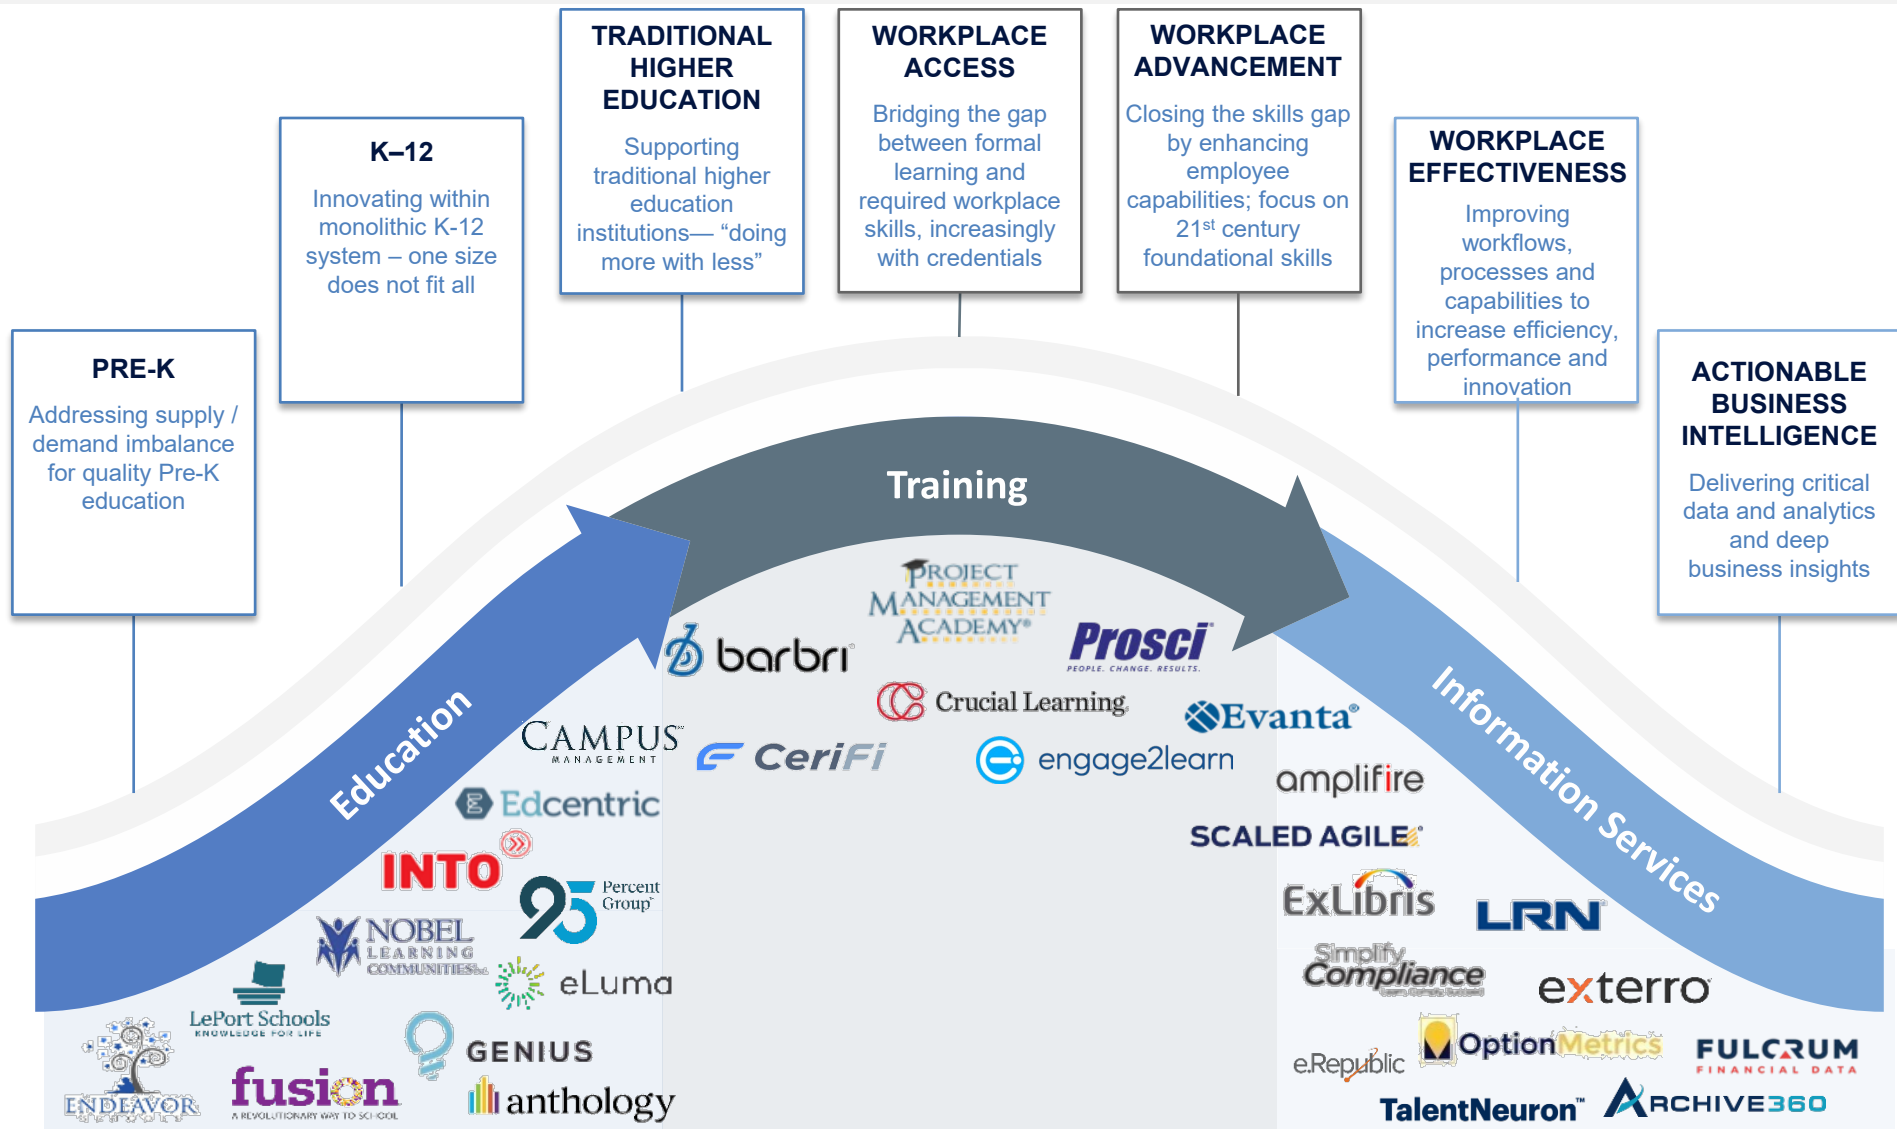 PRE-K
Addressing supply /
demand imbalance
for quality Pre-K
education
K–12
Innovating within
monolithic K-12
system – one size
does not fit all
TRADITIONAL
HIGHER
EDUCATION
Supporting
traditional higher
education
institutions— “doing
more with less”
WORKPLACE
ACCESS
Bridging the gap
between formal
learning and
required workplace
skills, increasingly
with credentials
WORKPLACE
ADVANCEMENT
Closing the skills gap
by enhancing
employee
capabilities; focus on
21st century
foundational skills
WORKPLACE
EFFECTIVENESS
Improving
workflows,
processes and
capabilities to
increase efficiency,
performance and
innovation
ACTIONABLE
BUSINESS
INTELLIGENCE
Delivering critical
data and analytics
and deep
business insights
Education
Training
Information Services
CAMPUS
MANAGEMENT
Edcentric
INTO
95 Percent
Group
NOBEL
LEARNING
COMMUNITIES INC.
eLuma
LePort Schools
KNOWLEDGE FOR LIFE
GENIUS
ENDEAVOR
fusion
A REVOLUTIONARY WAY TO SCHOOL
anthology
PROJECT
MANAGEMENT
ACADEMY®
barbri
Prosci
PEOPLE. CHANGE. RESULTS.
Crucial Learning
CeriFi
engage2learn
Evanta®
amplifire
SCALED AGILE
ExLibris
LRN
Simplify
Compliance
exterro
e.Republic
OptionMetrics
FULCRUM
FINANCIAL DATA
TalentNeuron™
ARCHIVE360